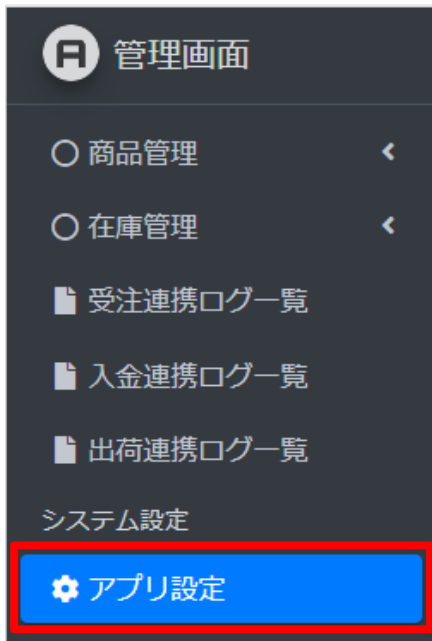 管理画面
商品管理
在庫管理
受注連携ログ一覧
入金連携ログ一覧
出荷連携ログ一覧
システム設定
アプリ設定